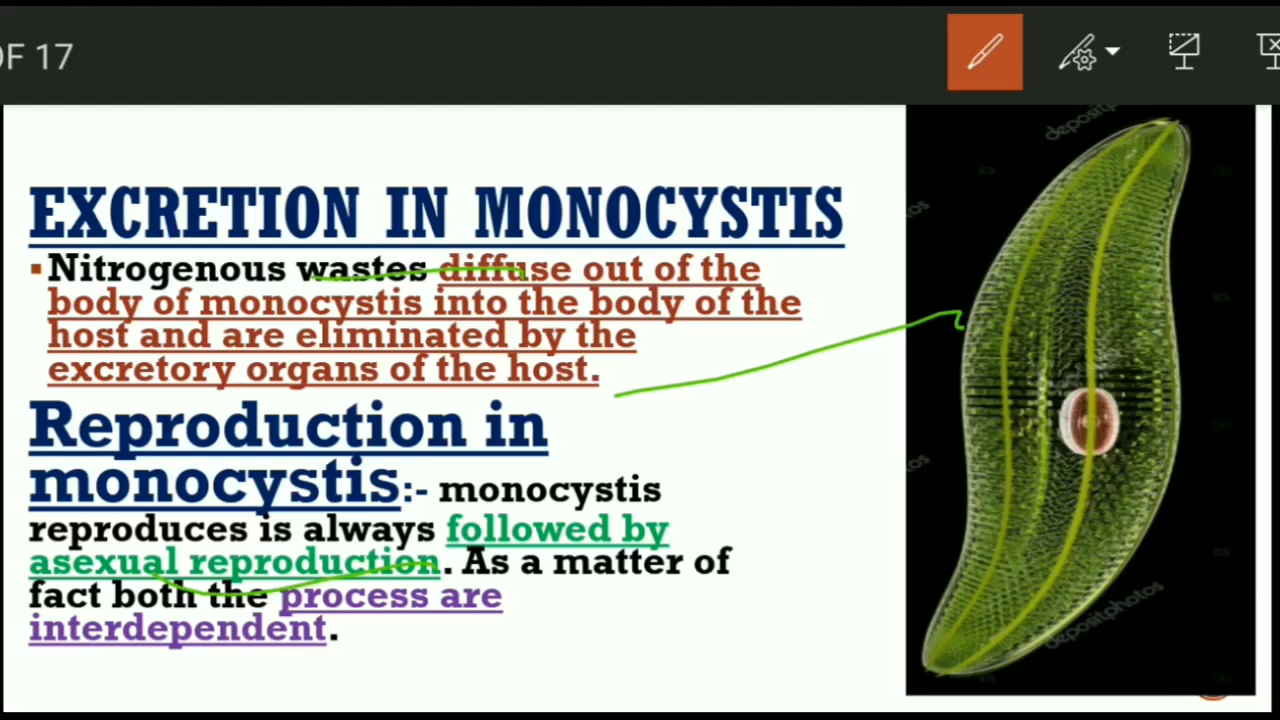 OF 17
depositphotos
EXCRETION IN MONOCYSTIS
▪Nitrogenous wastes diffuse out of the
body of monocystis into the body of the
host and are eliminated by the
excretory organs of the host.
Reproduction in
monocystis:- monocystis
reproduces is always followed by
asexual reproduction. As a matter of
fact both the process are
interdependent.